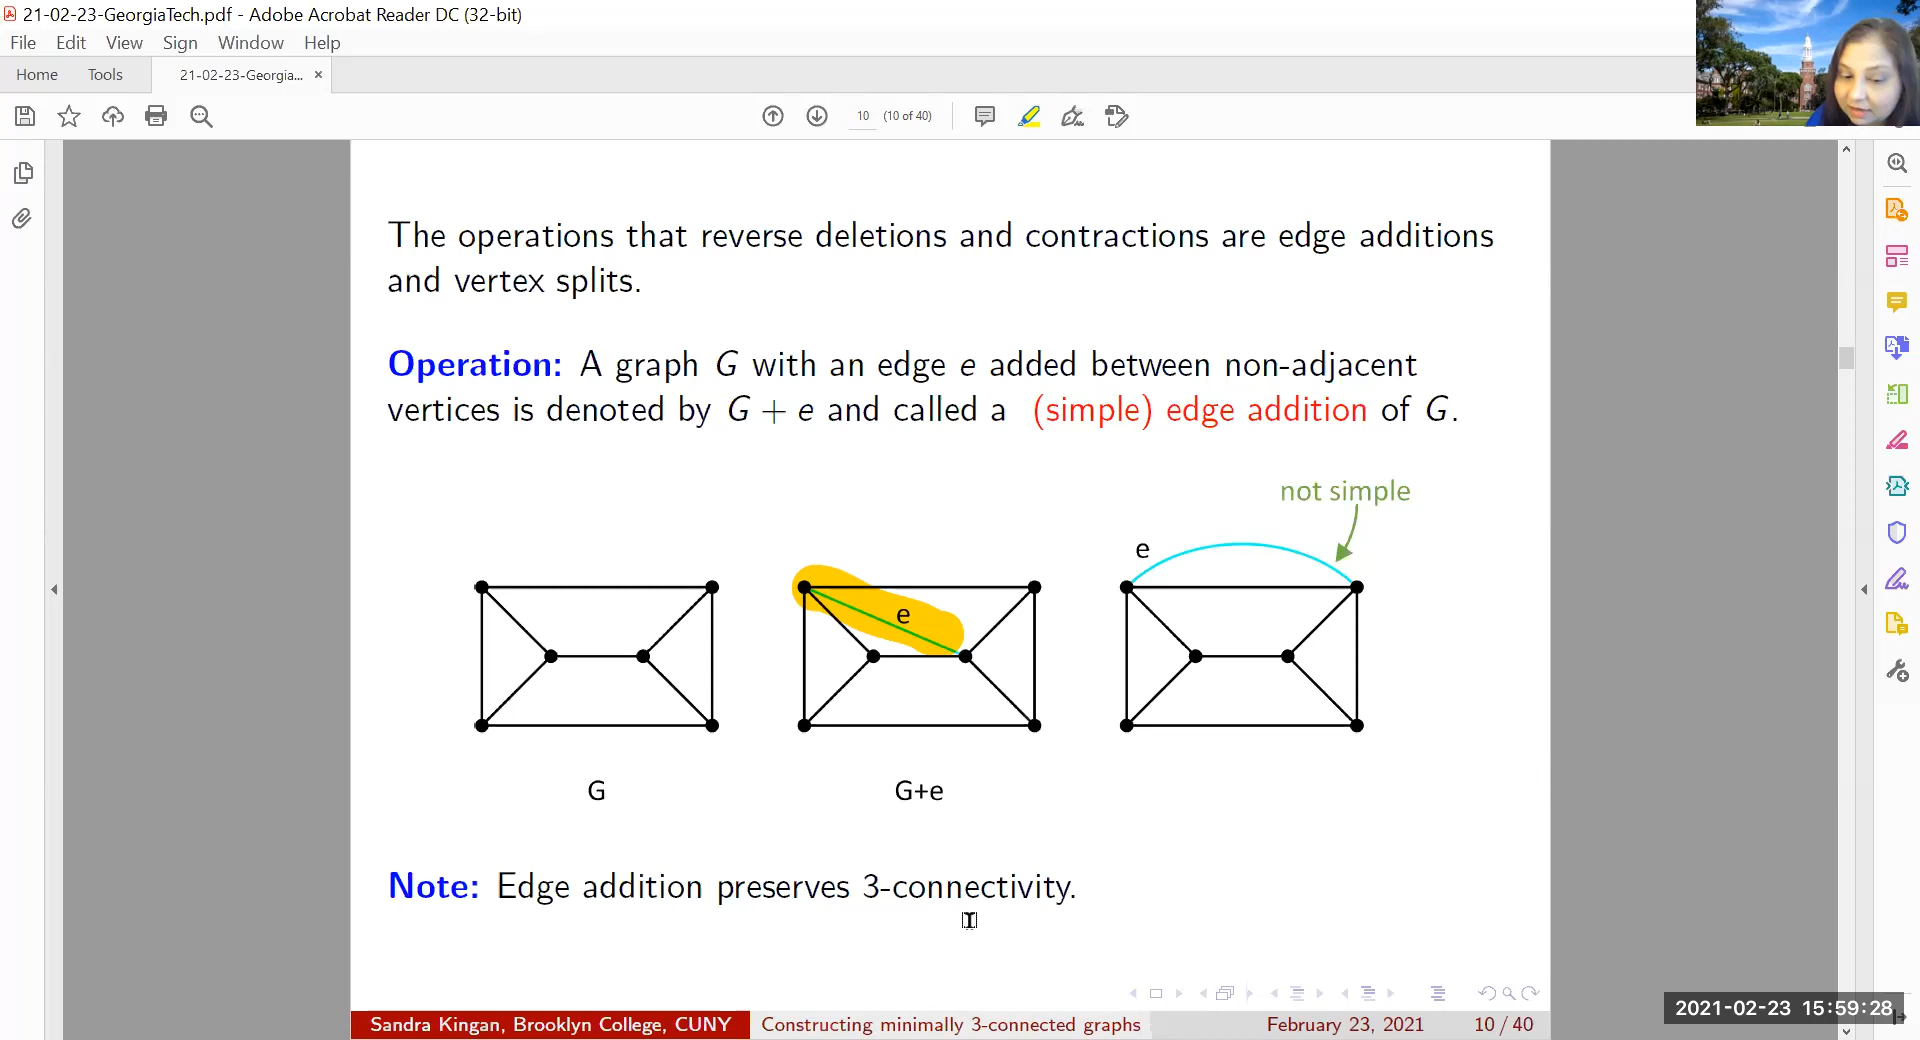 21-02-23-GeorgiaTech.pdf - Adobe Acrobat Reader DC (32-bit)
File Edit View Sign Window Help
Home Tools 21-02-23-Georgia... ×
10 (10 of 40)
The operations that reverse deletions and contractions are edge additions
and vertex splits.
Operation: A graph G with an edge e added between non-adjacent
vertices is denoted by G + e and called a (simple) edge addition of G.
not simple
e
e
G
G+e
Note: Edge addition preserves 3-connectivity.
Sandra Kingan, Brooklyn College, CUNY Constructing minimally 3-connected graphs February 23, 2021 10 / 40
2021-02-23 15:59:28